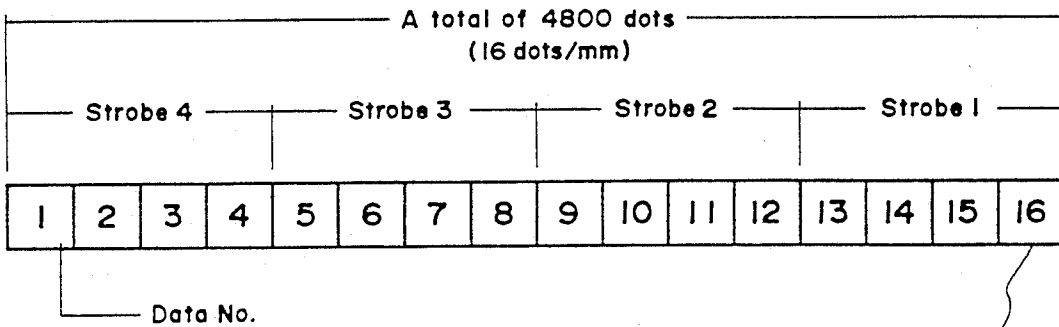 A total of 4800 dots
(16 dots/mm)
Strobe 4 Strobe 3 Strobe 2 Strobe 1
1 2 3 4 5 6 7 8 9 10 11 12 13 14 15 16
Data No.